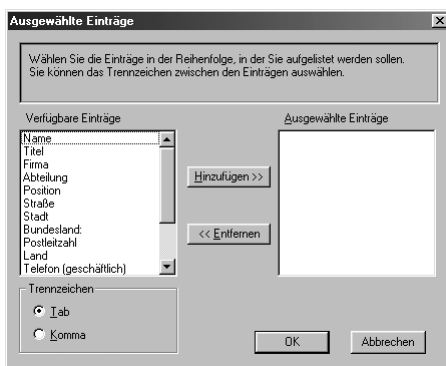 Ausgewählte Einträge
Wählen Sie die Einträge in der Reihenfolge, in der Sie aufgelistet werden sollen.
Sie können das Trennzeichen zwischen den Einträgen auswählen.
Verfügbare Einträge
Name
Titel
Firma
Abteilung
Position
Straße
Stadt
Bundesland:
Postleitzahl
Land
Telefon (geschäftlich)
Hinzufügen >>
<< Entfernen
Ausgewählte Einträge
Trennzeichen
Tab
Komma
OK
Abbrechen